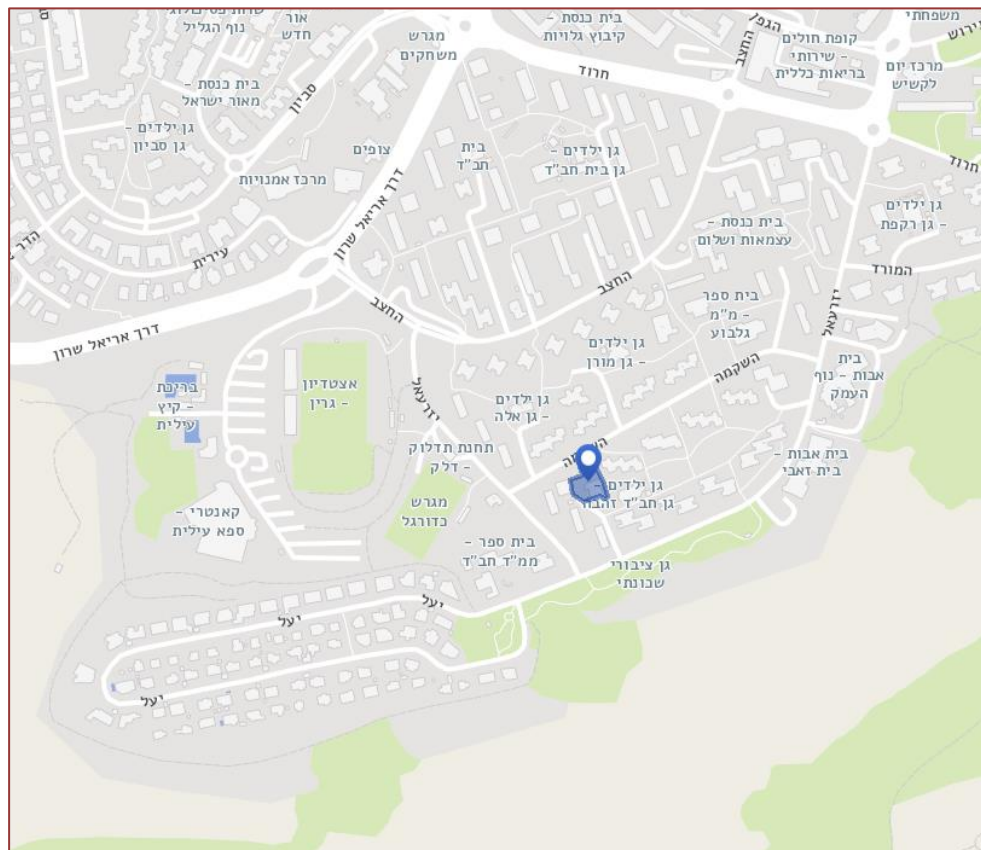 נוף הגליל
אור
חדש
מגרש
משחקים
בית כנסת -
קיבוץ גלויות
החצב
קופת חולים
- שירותי
בריאות כללית
משפחתי
מרכז יום
לקשיש
חרוד
בית כנסת -
מאור ישראל
סביון
גן ילדים -
גן סביון
צופים
מרכז אמנויות
בית
חב"ד
גן ילדים -
גן בית חב"ד
חרוד
דרך אריאל שרון
עירית
גן ילדים
- גן רקפת
בית כנסת -
עצמאות ושלום
המורד
החצב
החצב
יזרעאל
בית ספר
- מ"מ
גלבוע
השקמה
דרך אריאל שרון
גן ילדים
- גן מורן
בית
אבות - נוף
העמק
אצטדיון
- גרין
יזרעאל
בריכת
- קיץ
עילית
גן ילדים
- גן אלה
תחנת תדלוק
- דלק
השקמה
בית אבות -
בית זאבי
גן ילדים -
גן חב"ד זהבה
מגרש
כדורגל
קאנטרי -
ספא עילית
בית ספר -
ממ"ד חב"ד
גן ציבורי
שכונתי
יעל
יעל
יעל